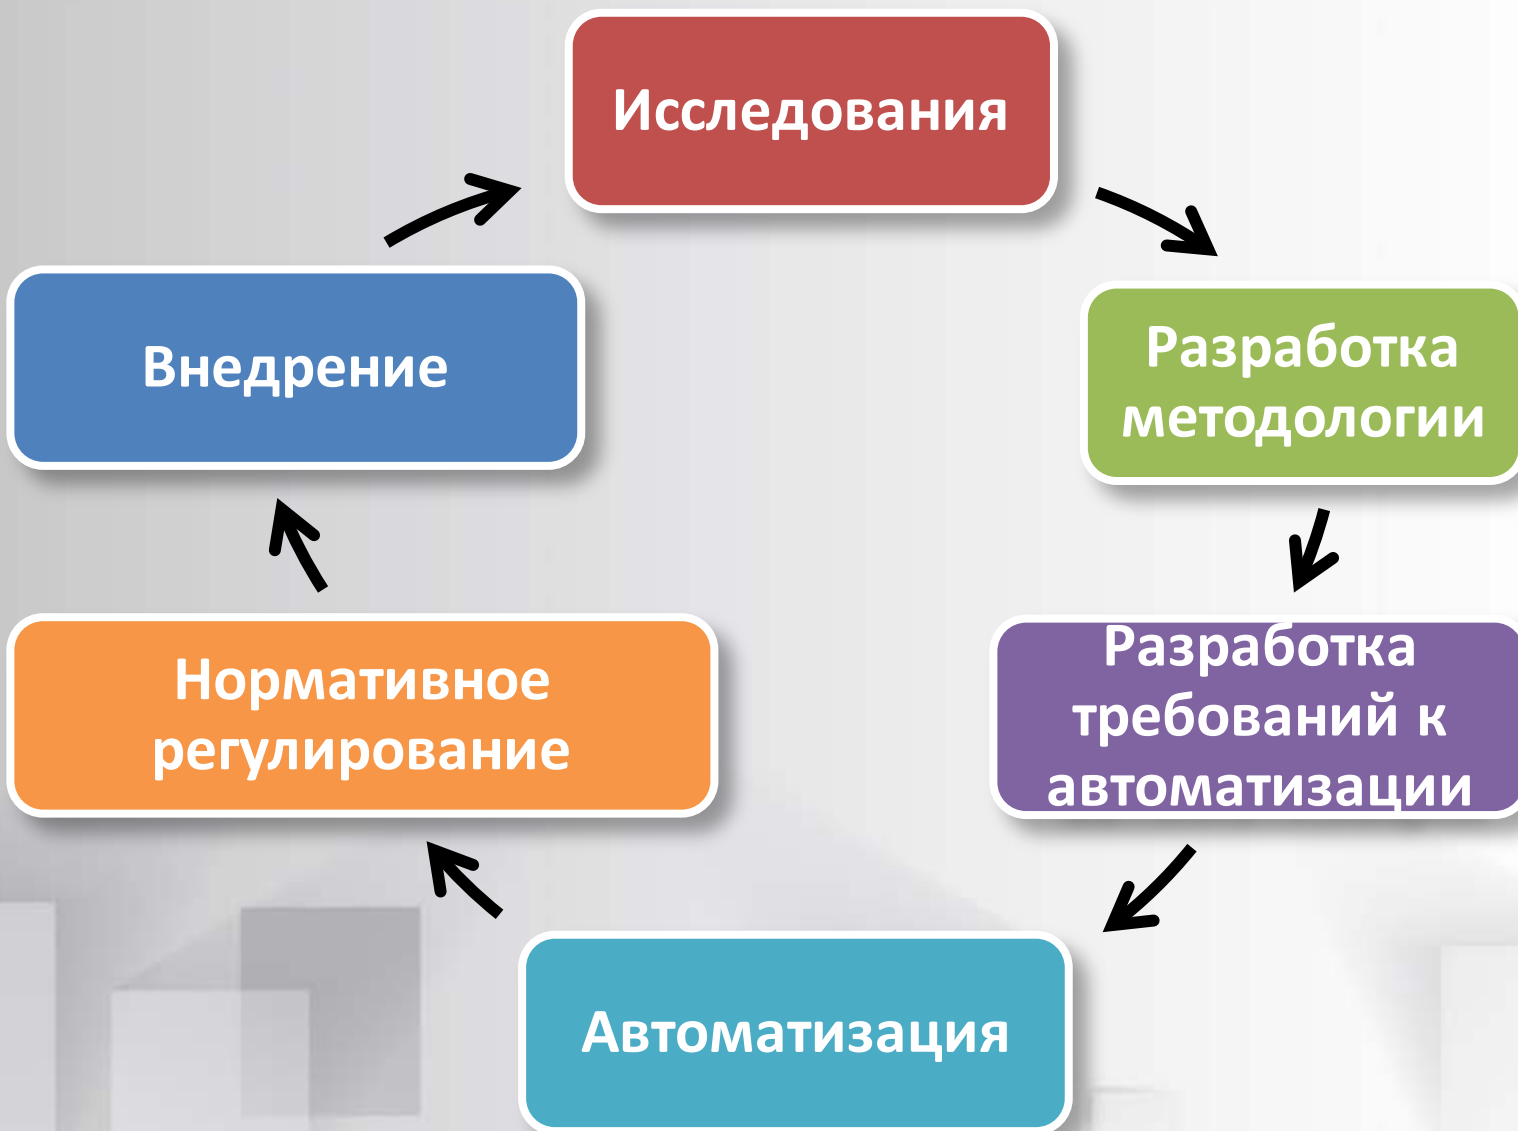 Исследования
Внедрение
Разработка
методологии
Нормативное
регулирование
Разработка
требований к
автоматизации
Автоматизация